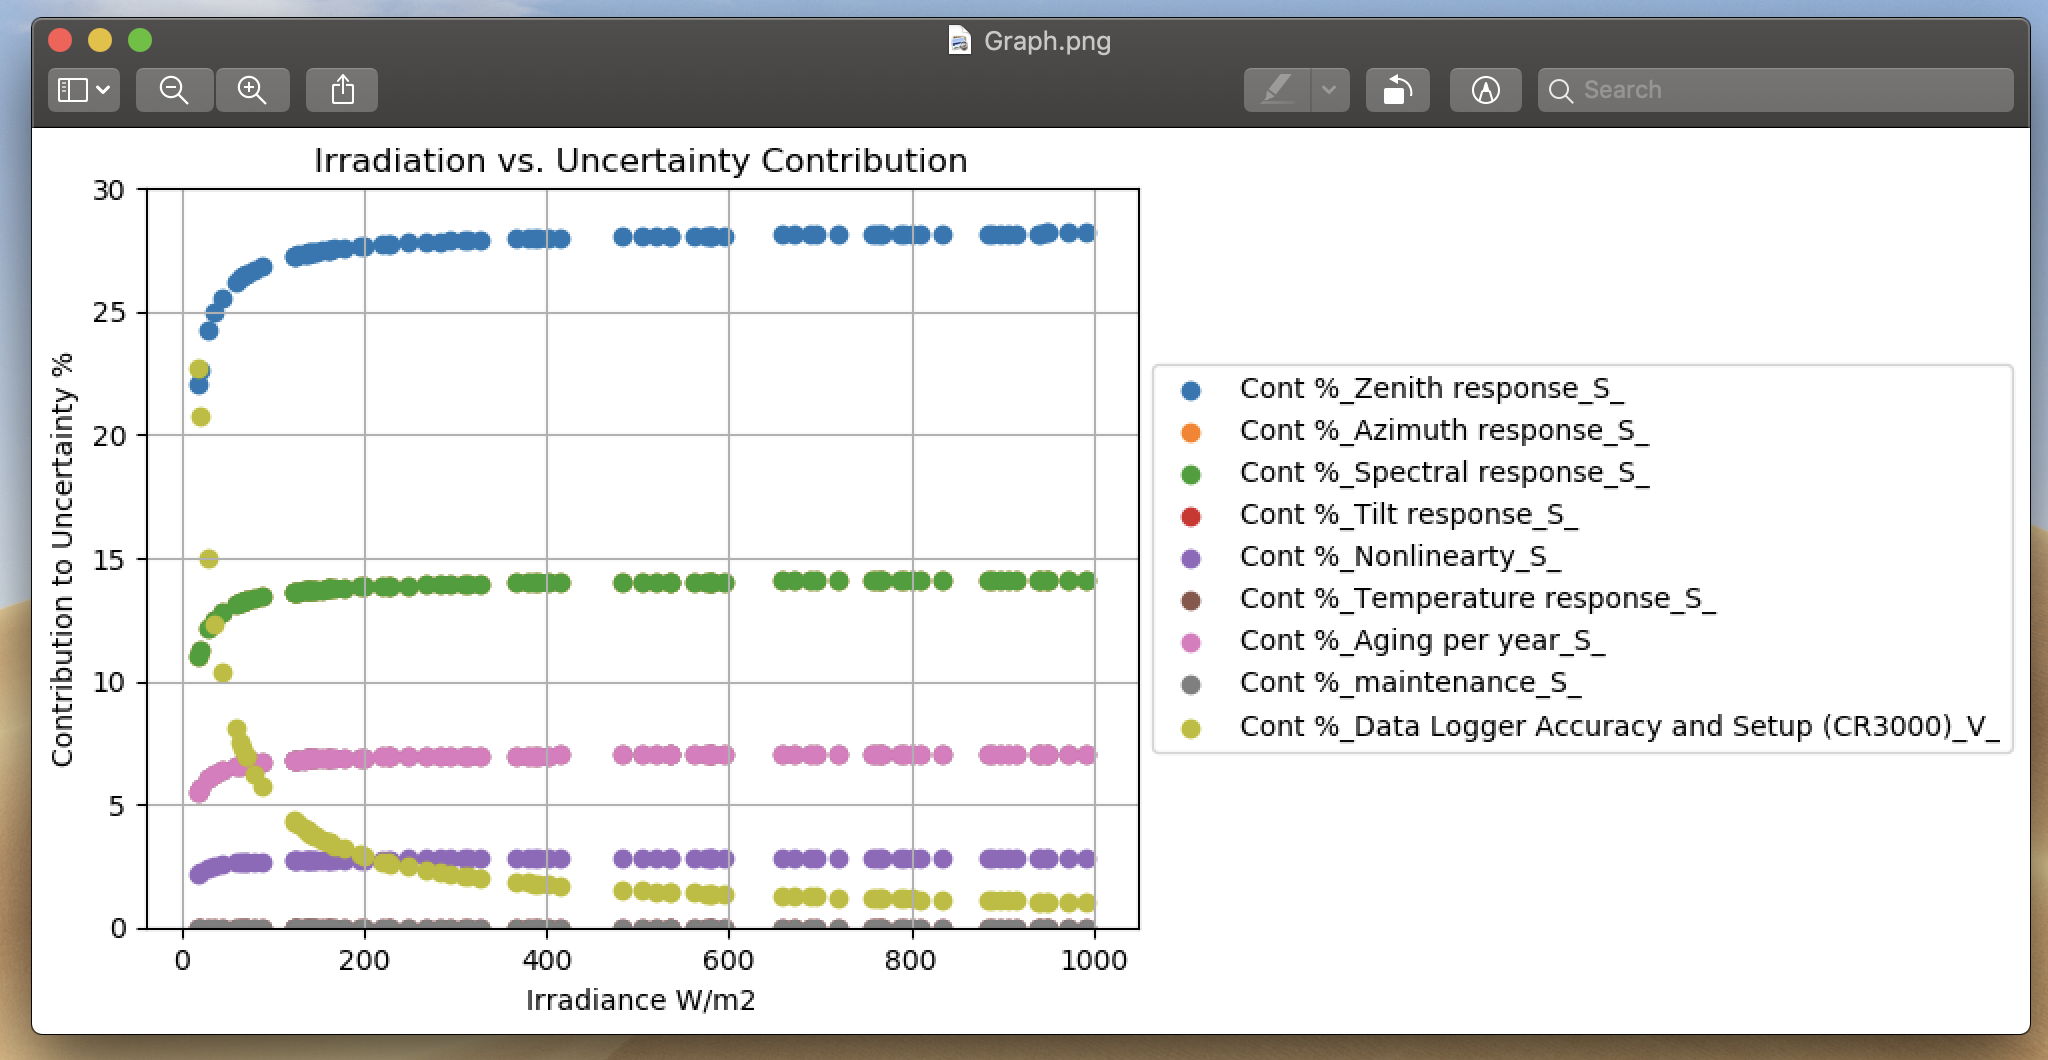 Graph.png
Search
Irradiation vs. Uncertainty Contribution
30
25
20
15
10
5
0
Contribution to Uncertainty %
0 200 400 600 800 1000
Irradiance W/m2
Cont %_Zenith response_S_
Cont %_Azimuth response_S_
Cont %_Spectral response_S_
Cont %_Tilt response_S_
Cont %_Nonlinearty_S_
Cont %_Temperature response_S_
Cont %_Aging per year_S_
Cont %_maintenance_S_
Cont %_Data Logger Accuracy and Setup (CR3000)_V_